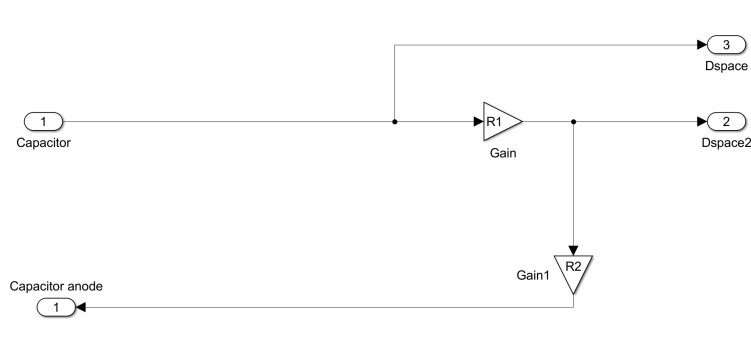 3
Dspace
1
Capacitor
R1
Gain
2
Dspace2
R2
Gain1
Capacitor anode
1